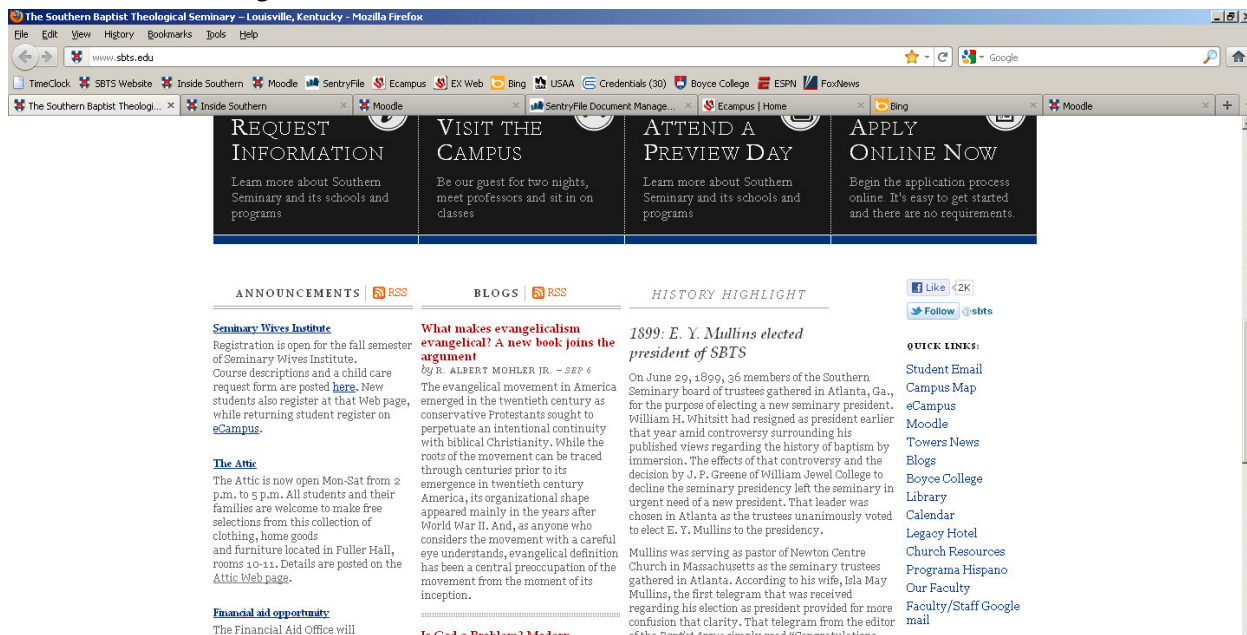 The Southern Baptist Theological Seminary – Louisville, Kentucky - Mozilla Firefox
File Edit View History Bookmarks Tools Help
www.sbts.edu
Google
TimeClock SBTS Website Inside Southern Moodle SentryFile Ecampus EX Web Bing USAA Credentials (30) Boyce College ESPN FoxNews
The Southern Baptist Theologi... Inside Southern Moodle SentryFile Document Manage... Ecampus | Home Bing Moodle
Request
Information
Learn more about Southern
Seminary and its schools and
programs
Visit the
Campus
Be our guest for two nights,
meet professors and sit in on
classes
Attend a
Preview Day
Learn more about Southern
Seminary and its schools and
programs
Apply
Online Now
Begin the application process
online. It's easy to get started
and there are no requirements.
ANNOUNCEMENTS RSS
Seminary Wives Institute
Registration is open for the fall semester
of Seminary Wives Institute.
Course descriptions and a child care
request form are posted here. New
students also register at that Web page,
while returning student register on
eCampus.
The Attic
The Attic is now open Mon-Sat from 2
p.m. to 5 p.m. All students and their
families are welcome to make free
selections from this collection of
clothing, home goods
and furniture located in Fuller Hall,
rooms 10-11. Details are posted on the
Attic Web page.
Financial aid opportunity
The Financial Aid Office will
BLOGS RSS
What makes evangelicalism
evangelical? A new book joins the
argument
by R. ALBERT MOHLER JR. – SEP 6
The evangelical movement in America
emerged in the twentieth century as
conservative Protestants sought to
perpetuate an intentional continuity
with biblical Christianity. While the
roots of the movement can be traced
through centuries prior to its
emergence in twentieth century
America, its organizational shape
appeared mainly in the years after
World War II. And, as anyone who
considers the movement with a careful
eye understands, evangelical definition
has been a central preoccupation of the
movement from the moment of its
inception.
Is God a Problem? Modern
HISTORY HIGHLIGHT
1899: E. Y. Mullins elected
president of SBTS
On June 29, 1899, 36 members of the Southern
Seminary board of trustees gathered in Atlanta, Ga.,
for the purpose of electing a new seminary president.
William H. Whitsitt had resigned as president earlier
that year amid controversy surrounding his
published views regarding the history of baptism by
immersion. The effects of that controversy and the
decision by J. P. Greene of William Jewel College to
decline the seminary presidency left the seminary in
urgent need of a new president. That leader was
chosen in Atlanta as the trustees unanimously voted
to elect E. Y. Mullins to the presidency.
Mullins was serving as pastor of Newton Centre
Church in Massachusetts as the seminary trustees
gathered in Atlanta. According to his wife, Isla May
Mullins, the first telegram that was received
regarding his election as president provided for more
confusion that clarity. That telegram from the editor
of the Baptist Argus simply read "Congratulations
Like 2K
Follow @sbts
QUICK LINKS:
Student Email
Campus Map
eCampus
Moodle
Towers News
Blogs
Boyce College
Library
Calendar
Legacy Hotel
Church Resources
Programa Hispano
Our Faculty
Faculty/Staff Google
mail